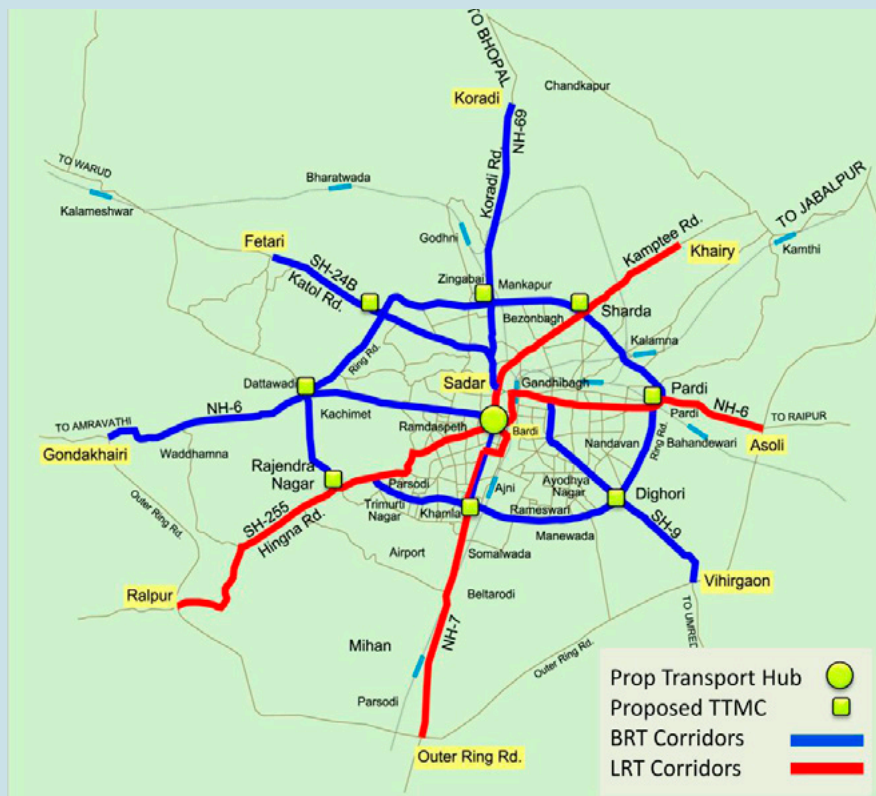 TO BHOPAL
Chandkapur
Koradi
NH-69
Koradi Rd.
TO WARUD
Bharatwada
Kalameshwar
TO JABALPUR
Kamptee Rd.
Fetari
Godhni
Khairy
Kamthi
SH-24B
Katol Rd.
Zingabai
Mankapur
Sharda
Bezonbagh
Kalamna
Ring Rd.
Dattawadi
Sadar
Gandhibagh
Pardi
NH-6
Kachimet
Pardi
NH-6
TO RAIPUR
TO AMRAVATHI
Ramdaspeth
Bardi
Nandavan
Ring Rd.
Bahandewari
Asoli
Gondakhairi
Waddhamna
Rajendra
Nagar
Parsodi
Ajni
Ayodhya
Nagar
Dighori
Outer Ring Rd.
SH-255
Hingna Rd.
Trimurti
Nagar
Khamla
Rameswari
SH-9
Manewada
Airport
Somalwada
Vihirgaon
Ralpur
Beltarodi
TO UMRED
NH-7
Mihan
Outer Ring Rd.
Parsodi
Outer Ring Rd.
Prop Transport Hub
Proposed TTMC
BRT Corridors
LRT Corridors